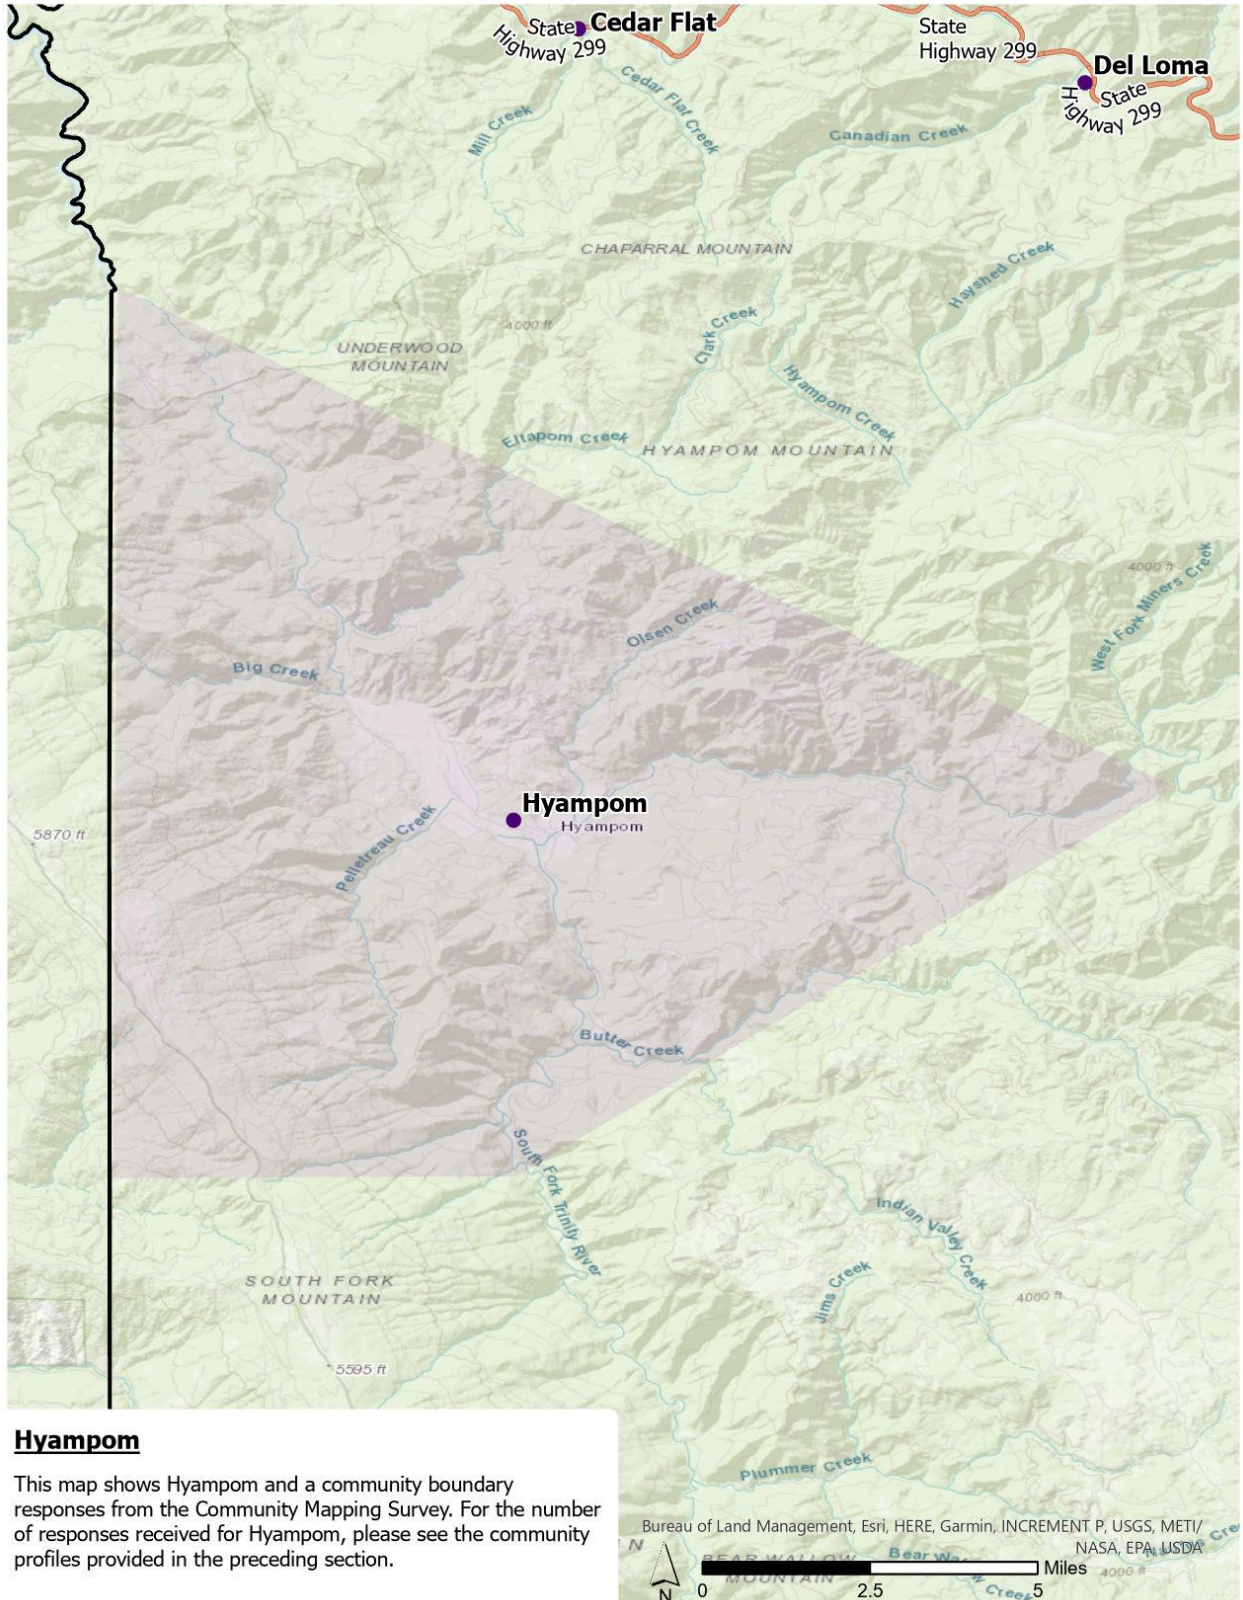 Cedar Flat
State
Highway 299
State
Highway 299
Del Loma
State
Highway 299
Cedar Flat Creek
Mill Creek
Canadian Creek
CHAPARRAL MOUNTAIN
Hayshed Creek
4000 ft
Clark Creek
UNDERWOOD
MOUNTAIN
Hyampom Creek
Eltapom Creek
HYAMPOM MOUNTAIN
4000 ft
West Fork Miners Creek
Olsen Creek
Big Creek
Hyampom
Hyampom
5870 ft
Pelletreau Creek
Butter Creek
South Fork Trinity River
Indian Valley Creek
Jims Creek
SOUTH FORK
MOUNTAIN
4000 ft
5595 ft
Hyampom
This map shows Hyampom and a community boundary
responses from the Community Mapping Survey. For the number
of responses received for Hyampom, please see the community
profiles provided in the preceding section.
Plummer Creek
Bureau of Land Management, Esri, HERE, Garmin, INCREMENT P, USGS, METI/
NASA, EPA, USDA
N
BEAR WALLOW
MOUNTAIN
Creek
Miles
4000 ft
0 2.5 5
N